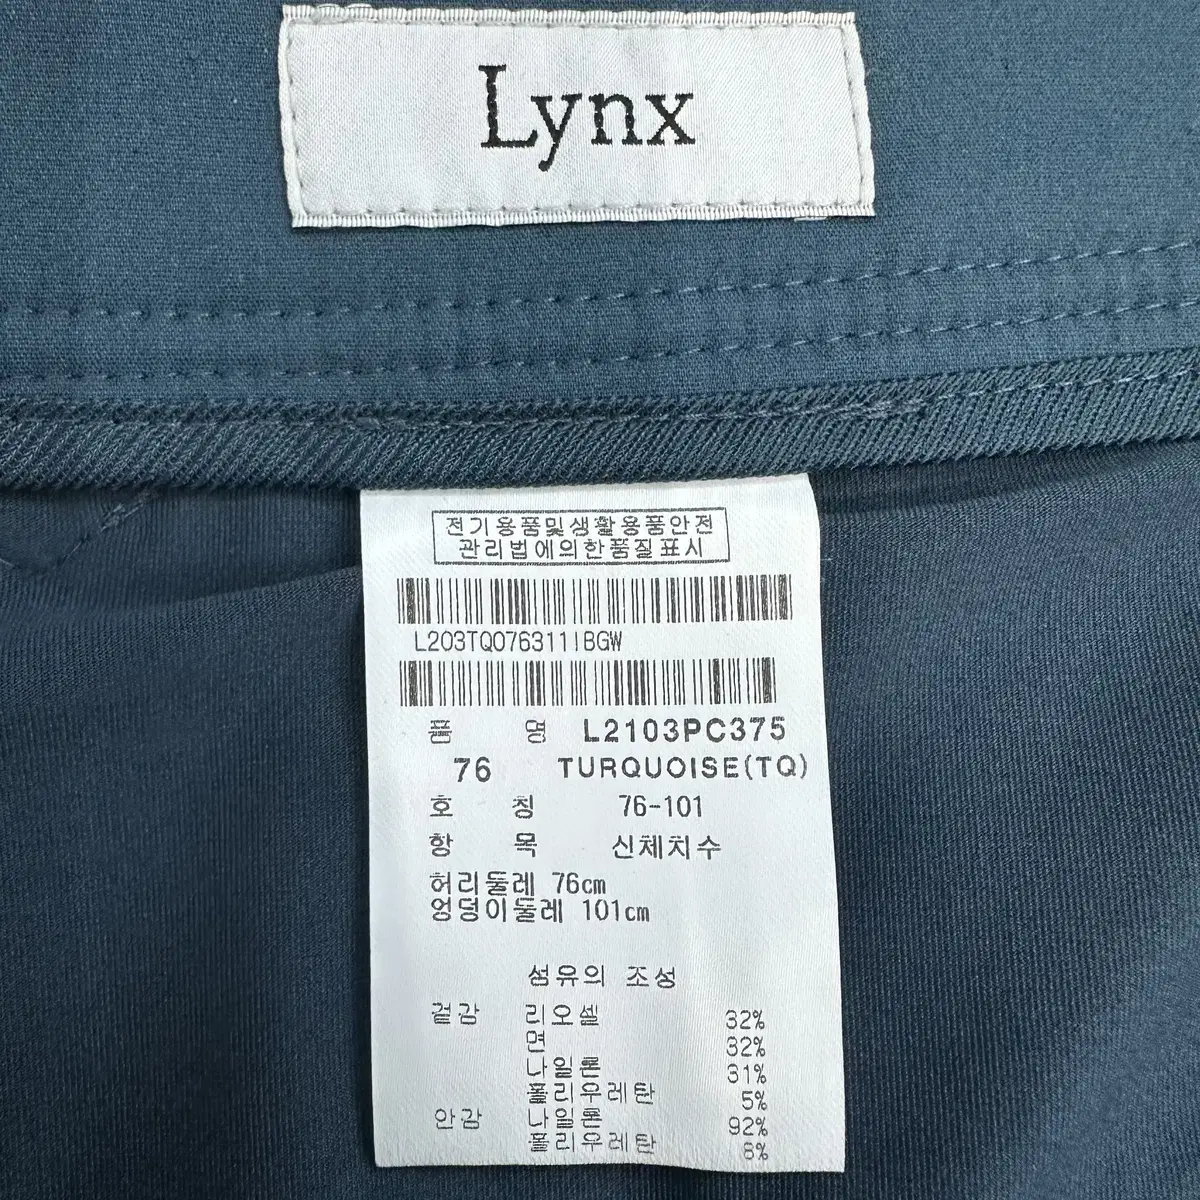 Lynx
전기용품및생활용품안전
관리법에의한품질표시
L203TQ076311IBGW
품 명 L2103PC375
76 TURQUOISE(TQ)
호 칭 76-101
항 목 신체치수
허리둘레 76cm
엉덩이둘레 101cm
섬유의 조성
겉감 리오셀 32%
면 32%
나일론 31%
폴리우레탄 5%
안감 나일론 92%
폴리우레탄 8%